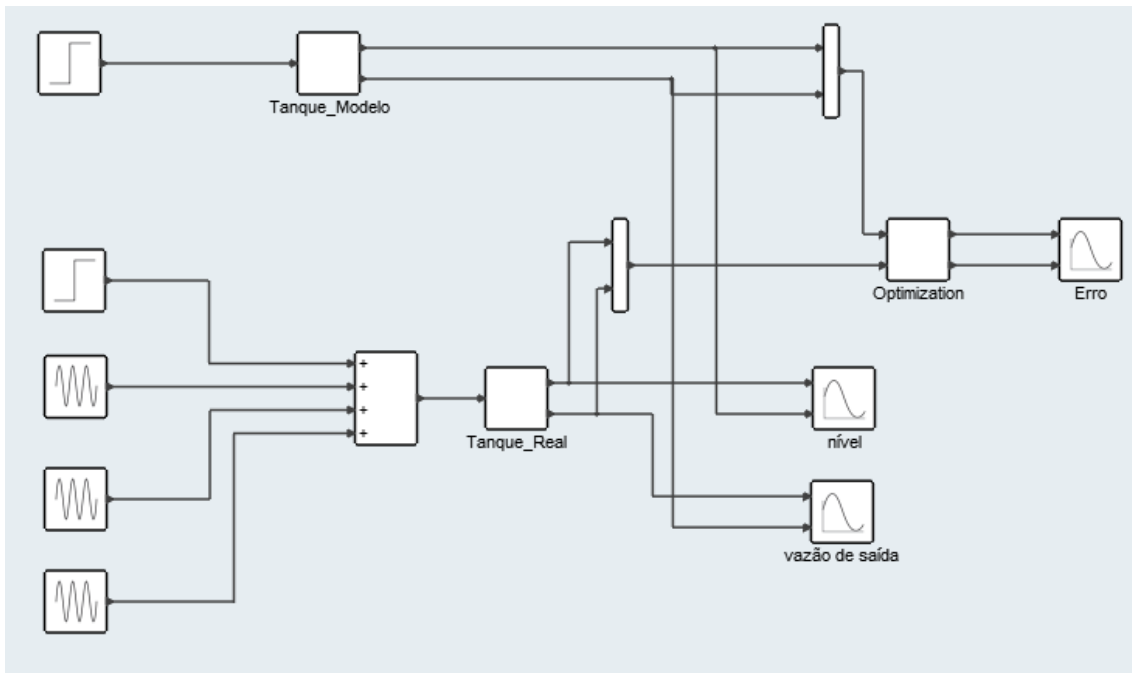 Tanque_Modelo
Optimization
Erro
+
+
+
+
Tanque_Real
nível
vazão de saída